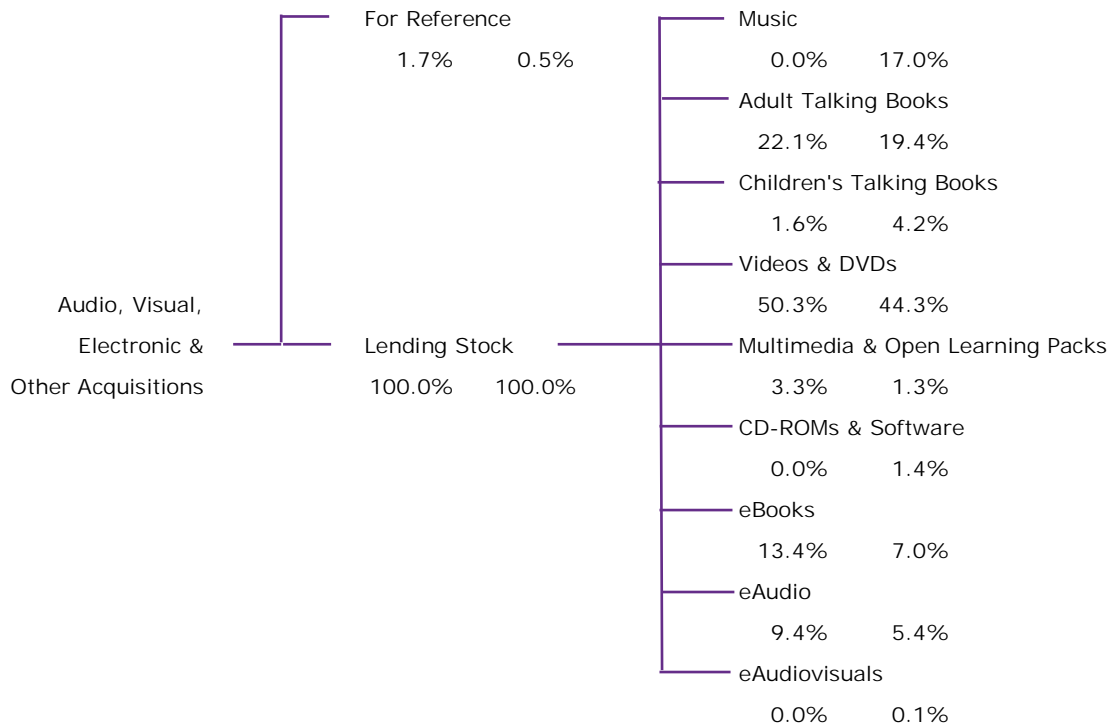 For Reference
1.7% 0.5%
Audio, Visual,
Electronic &
Other Acquisitions
Lending Stock
100.0% 100.0%
Music
0.0% 17.0%
Adult Talking Books
22.1% 19.4%
Children's Talking Books
1.6% 4.2%
Videos & DVDs
50.3% 44.3%
Multimedia & Open Learning Packs
3.3% 1.3%
CD-ROMs & Software
0.0% 1.4%
eBooks
13.4% 7.0%
eAudio
9.4% 5.4%
eAudiovisuals
0.0% 0.1%